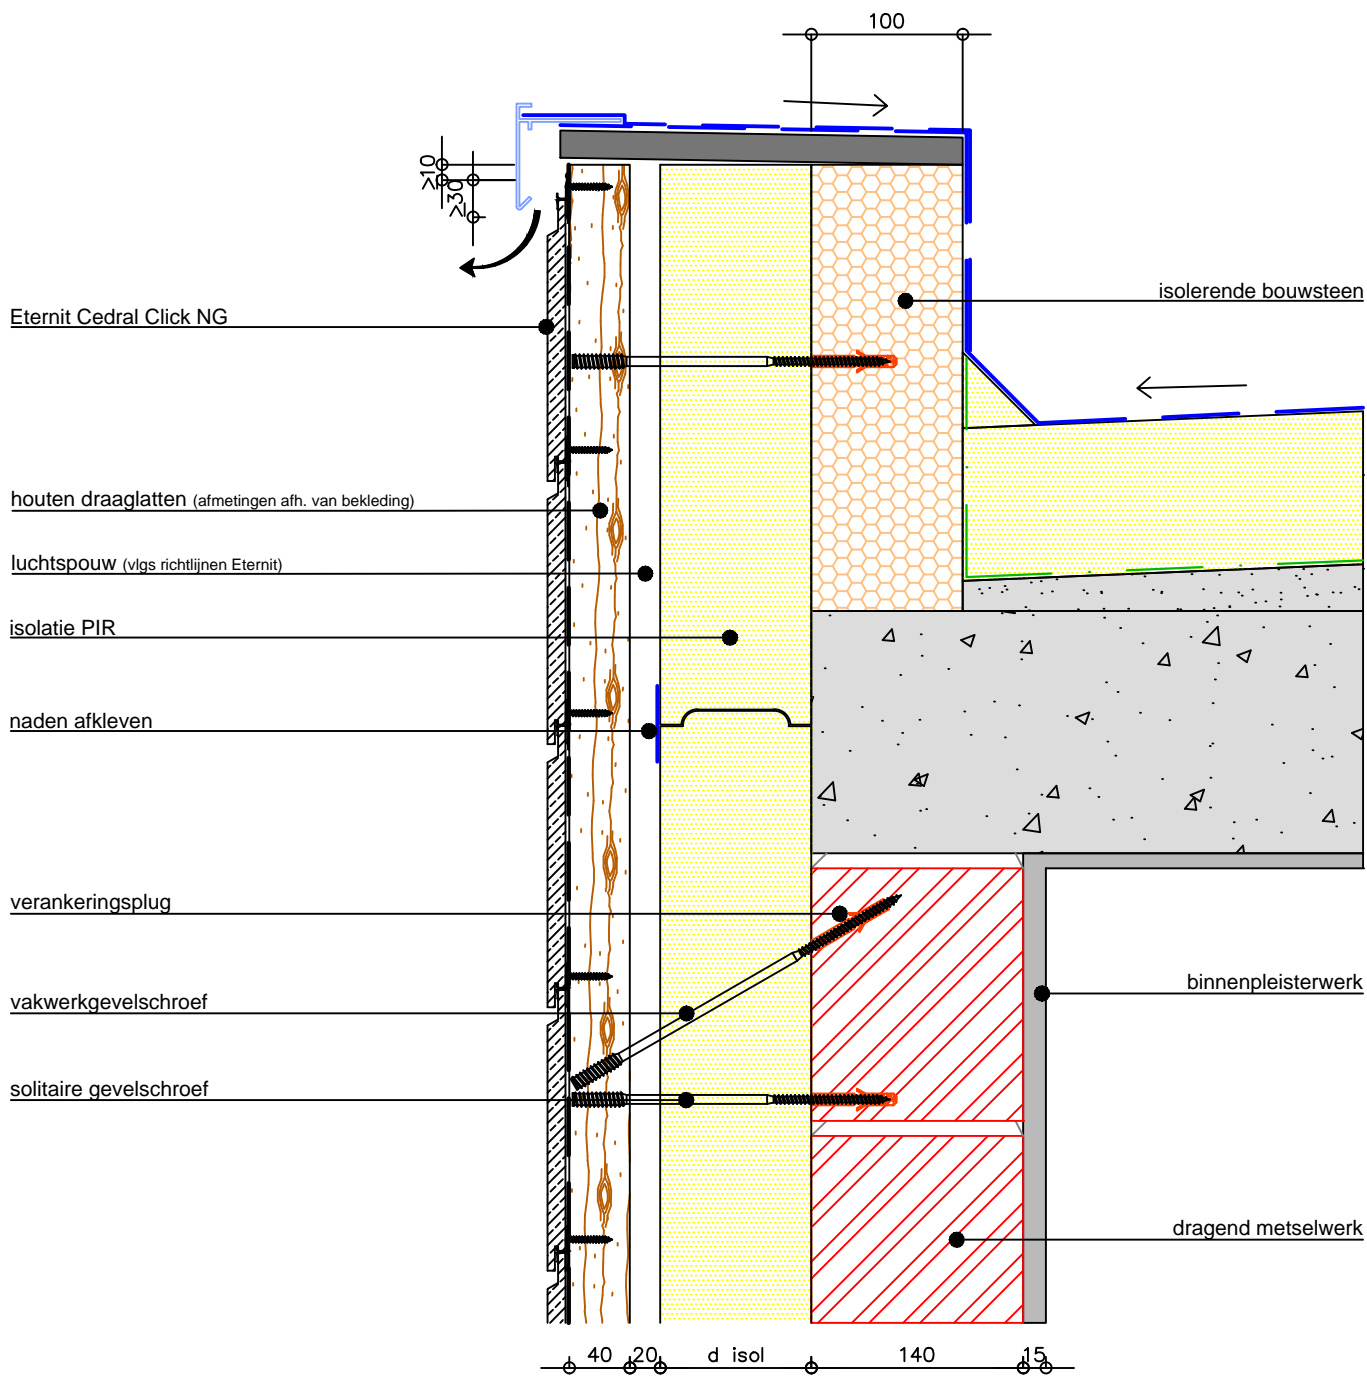 100
≥10
≥30
isolerende bouwsteen
Eternit Cedral Click NG
houten draaglatten (afmetingen afh. van bekleding)
luchtspouw (vlgs richtlijnen Eternit)
isolatie PIR
naden afkleven
verankeringsplug
vakwerkgevelschroef
binnenpleisterwerk
solitaire gevelschroef
dragend metselwerk
40 20 d isol 140 15